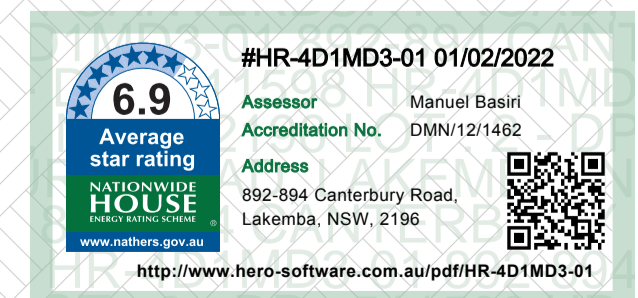 #HR-4D1MD3-01 01/02/2022
6.9
Average
star rating
NATIONWIDE
HOUSE
ENERGY RATING SCHEME ®
www.nathers.gov.au
Assessor Manuel Basiri
Accreditation No. DMN/12/1462
Address
892-894 Canterbury Road,
Lakemba, NSW, 2196
http://www.hero-software.com.au/pdf/HR-4D1MD3-01